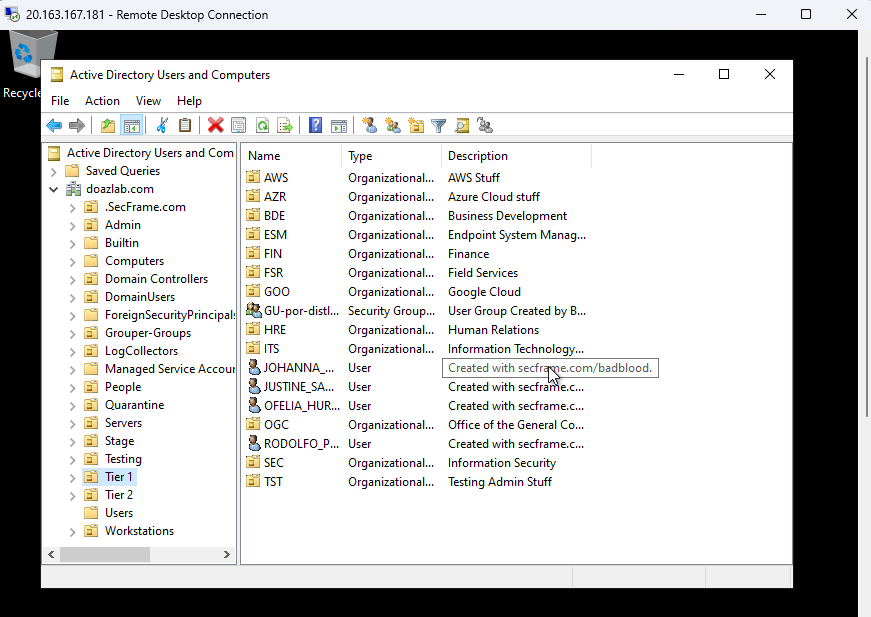 20.163.167.181 - Remote Desktop Connection
Recycle
Active Directory Users and Computers
File Action View Help
Active Directory Users and Com
Saved Queries
doazlab.com
.SecFrame.com
Admin
Builtin
Computers
Domain Controllers
DomainUsers
ForeignSecurityPrincipals
Grouper-Groups
LogCollectors
Managed Service Accour
People
Quarantine
Servers
Stage
Testing
Tier 1
Tier 2
Users
Workstations
Name Type Description
AWS Organizational... AWS Stuff
AZR Organizational... Azure Cloud stuff
BDE Organizational... Business Development
ESM Organizational... Endpoint System Manag...
FIN Organizational... Finance
FSR Organizational... Field Services
GOO Organizational... Google Cloud
GU-por-distl... Security Group... User Group Created by B...
HRE Organizational... Human Relations
ITS Organizational... Information Technology...
JOHANNA_... User Created with secframe.com/badblood.
JUSTINE_SA... User Created with secframe.c...
OFELIA_HUR... User Created with secframe.c...
OGC Organizational... Office of the General Co...
RODOLFO_P... User Created with secframe.c...
SEC Organizational... Information Security
TST Organizational... Testing Admin Stuff